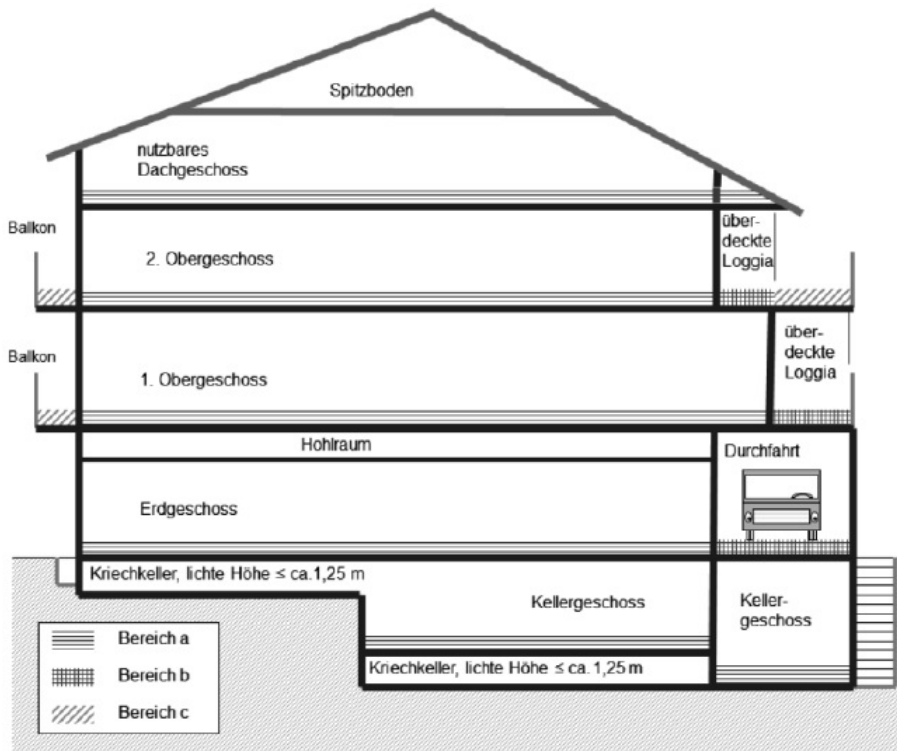 Spitzboden
nutzbares
Dachgeschoss
Balkon
2. Obergeschoss
über-
deckte
Loggia
Balkon
1. Obergeschoss
über-
deckte
Loggia
Hohlraum
Durchfahrt
Erdgeschoss
Kriechkeller, lichte Höhe ≤ ca.1,25 m
Kellergeschoss
Keller-
geschoss
Kriechkeller, lichte Höhe ≤ ca.1,25 m
Bereich a
Bereich b
Bereich c